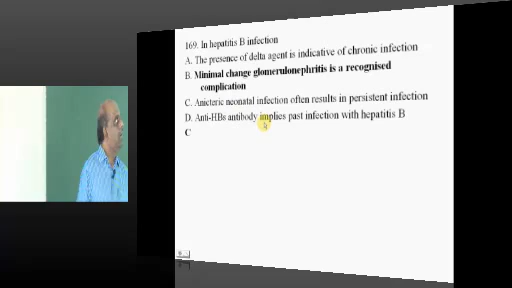 169. In hepatitis B infection
A. The presence of delta agent is indicative of chronic infection
B. Minimal change glomerulonephritis is a recognised
complication
C. Anicteric neonatal infection often results in persistent infection
D. Anti-HBs antibody implies past infection with hepatitis B
C